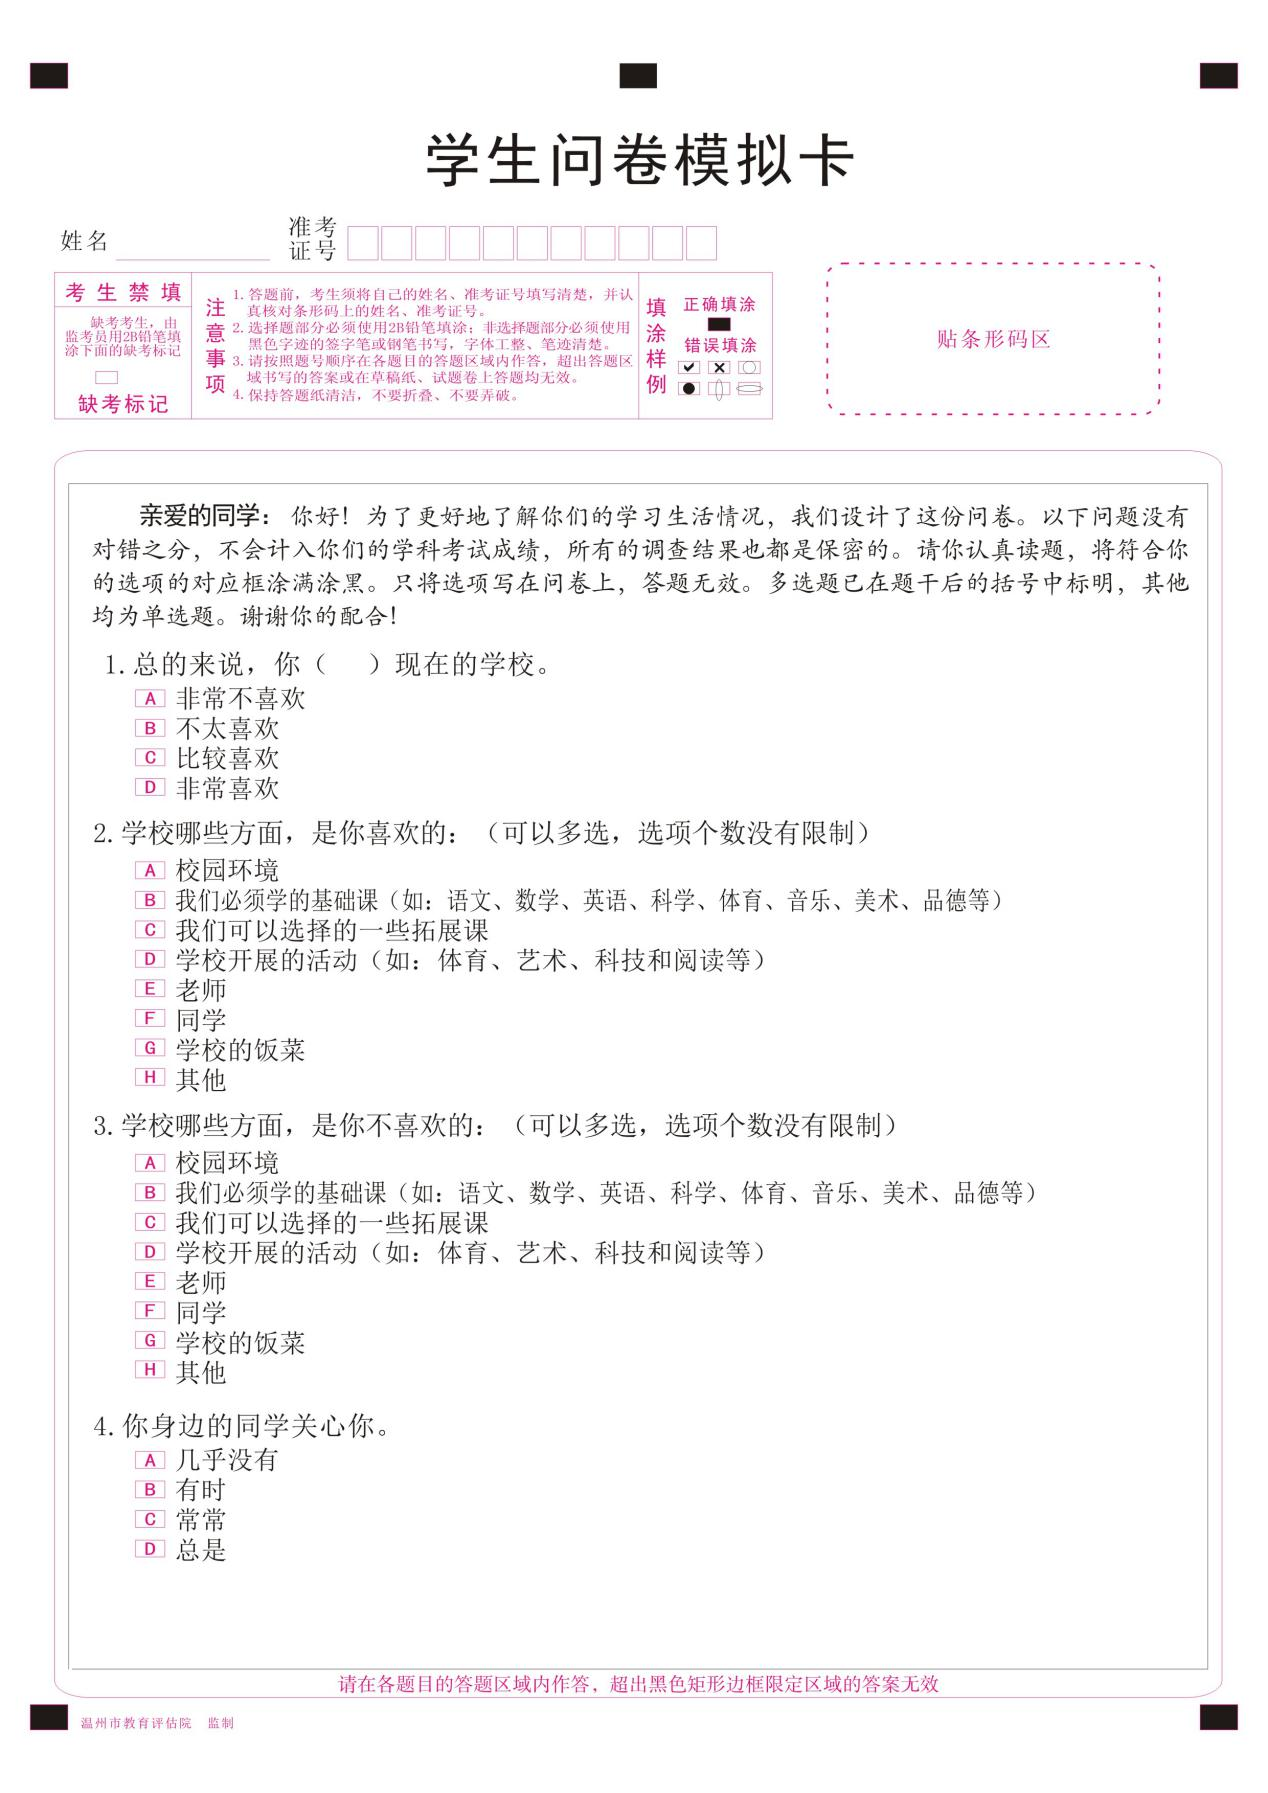 学生问卷模拟卡
姓名
准考
证号
考生禁填
缺考考生，由
监考员用2B铅笔填
涂下面的缺考标记
缺考标记
注意事项
1.答题前，考生须将自己的姓名、准考证号填写清楚，并认
真核对条形码上的姓名、准考证号。
2.选择题部分必须使用2B铅笔填涂；非选择题部分必须使用
黑色字迹的签字笔或钢笔书写，字体工整、笔迹清楚。
3.请按照题号顺序在各题目的答题区域内作答，超出答题区
域书写的答案或在草稿纸、试题卷上答题均无效。
4.保持答题纸清洁，不要折叠、不要弄破。
填涂样例
正确填涂
错误填涂
贴条形码区
亲爱的同学：你好！为了更好地了解你们的学习生活情况，我们设计了这份问卷。以下问题没有
对错之分，不会计入你们的学科考试成绩，所有的调查结果也都是保密的。请你认真读题，将符合你
的选项的对应框涂满涂黑。只将选项写在问卷上，答题无效。多选题已在题干后的括号中标明，其他
均为单选题。谢谢你的配合！
1.总的来说，你（ ）现在的学校。
A 非常不喜欢
B 不太喜欢
C 比较喜欢
D 非常喜欢
2.学校哪些方面，是你喜欢的：（可以多选，选项个数没有限制）
A 校园环境
B 我们必须学的基础课（如：语文、数学、英语、科学、体育、音乐、美术、品德等）
C 我们可以选择的一些拓展课
D 学校开展的活动（如：体育、艺术、科技和阅读等）
E 老师
F 同学
G 学校的饭菜
H 其他
3.学校哪些方面，是你不喜欢的：（可以多选，选项个数没有限制）
A 校园环境
B 我们必须学的基础课（如：语文、数学、英语、科学、体育、音乐、美术、品德等）
C 我们可以选择的一些拓展课
D 学校开展的活动（如：体育、艺术、科技和阅读等）
E 老师
F 同学
G 学校的饭菜
H 其他
4.你身边的同学关心你。
A 几乎没有
B 有时
C 常常
D 总是
请在各题目的答题区域内作答，超出黑色矩形边框限定区域的答案无效
温州市教育评估院 监制